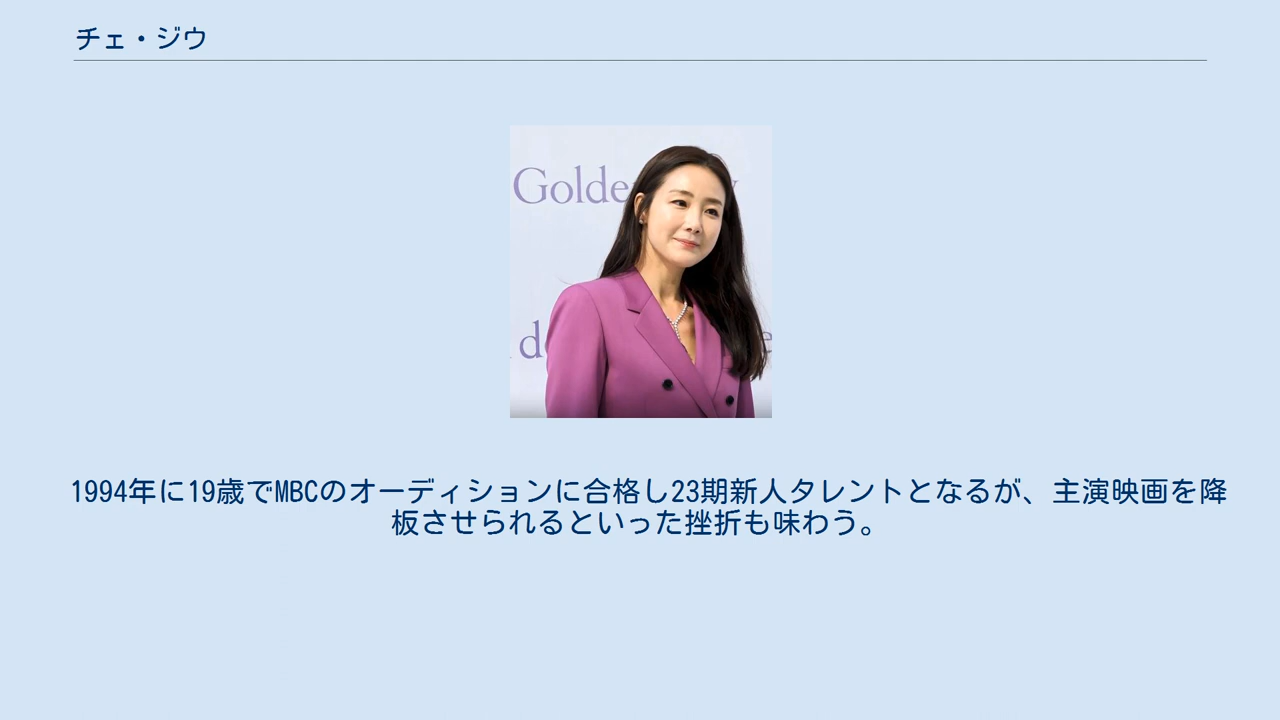 チェ・ジウ
Golde
d
e
1994年に19歳でMBCのオーディションに合格し23期新人タレントとなるが、主演映画を降
板させられるといった挫折も味わう。